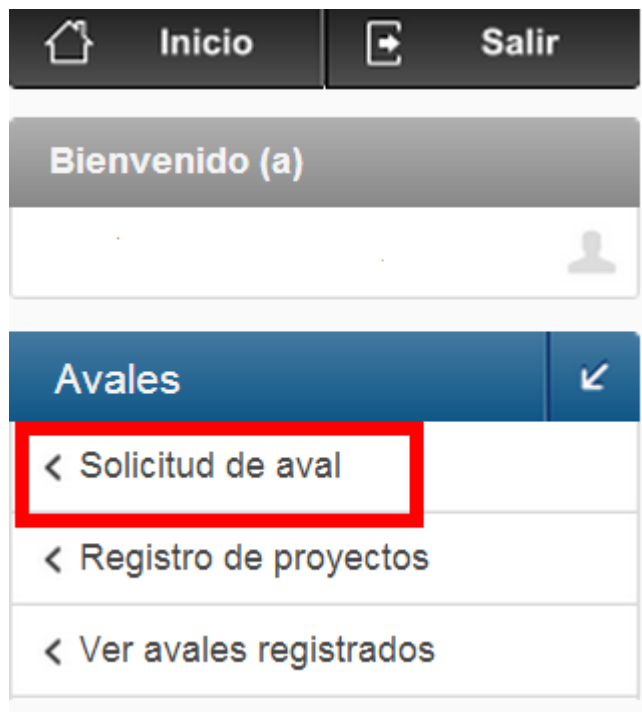 Inicio Salir
Bienvenido (a)
Avales
Solicitud de aval
Registro de proyectos
Ver avales registrados